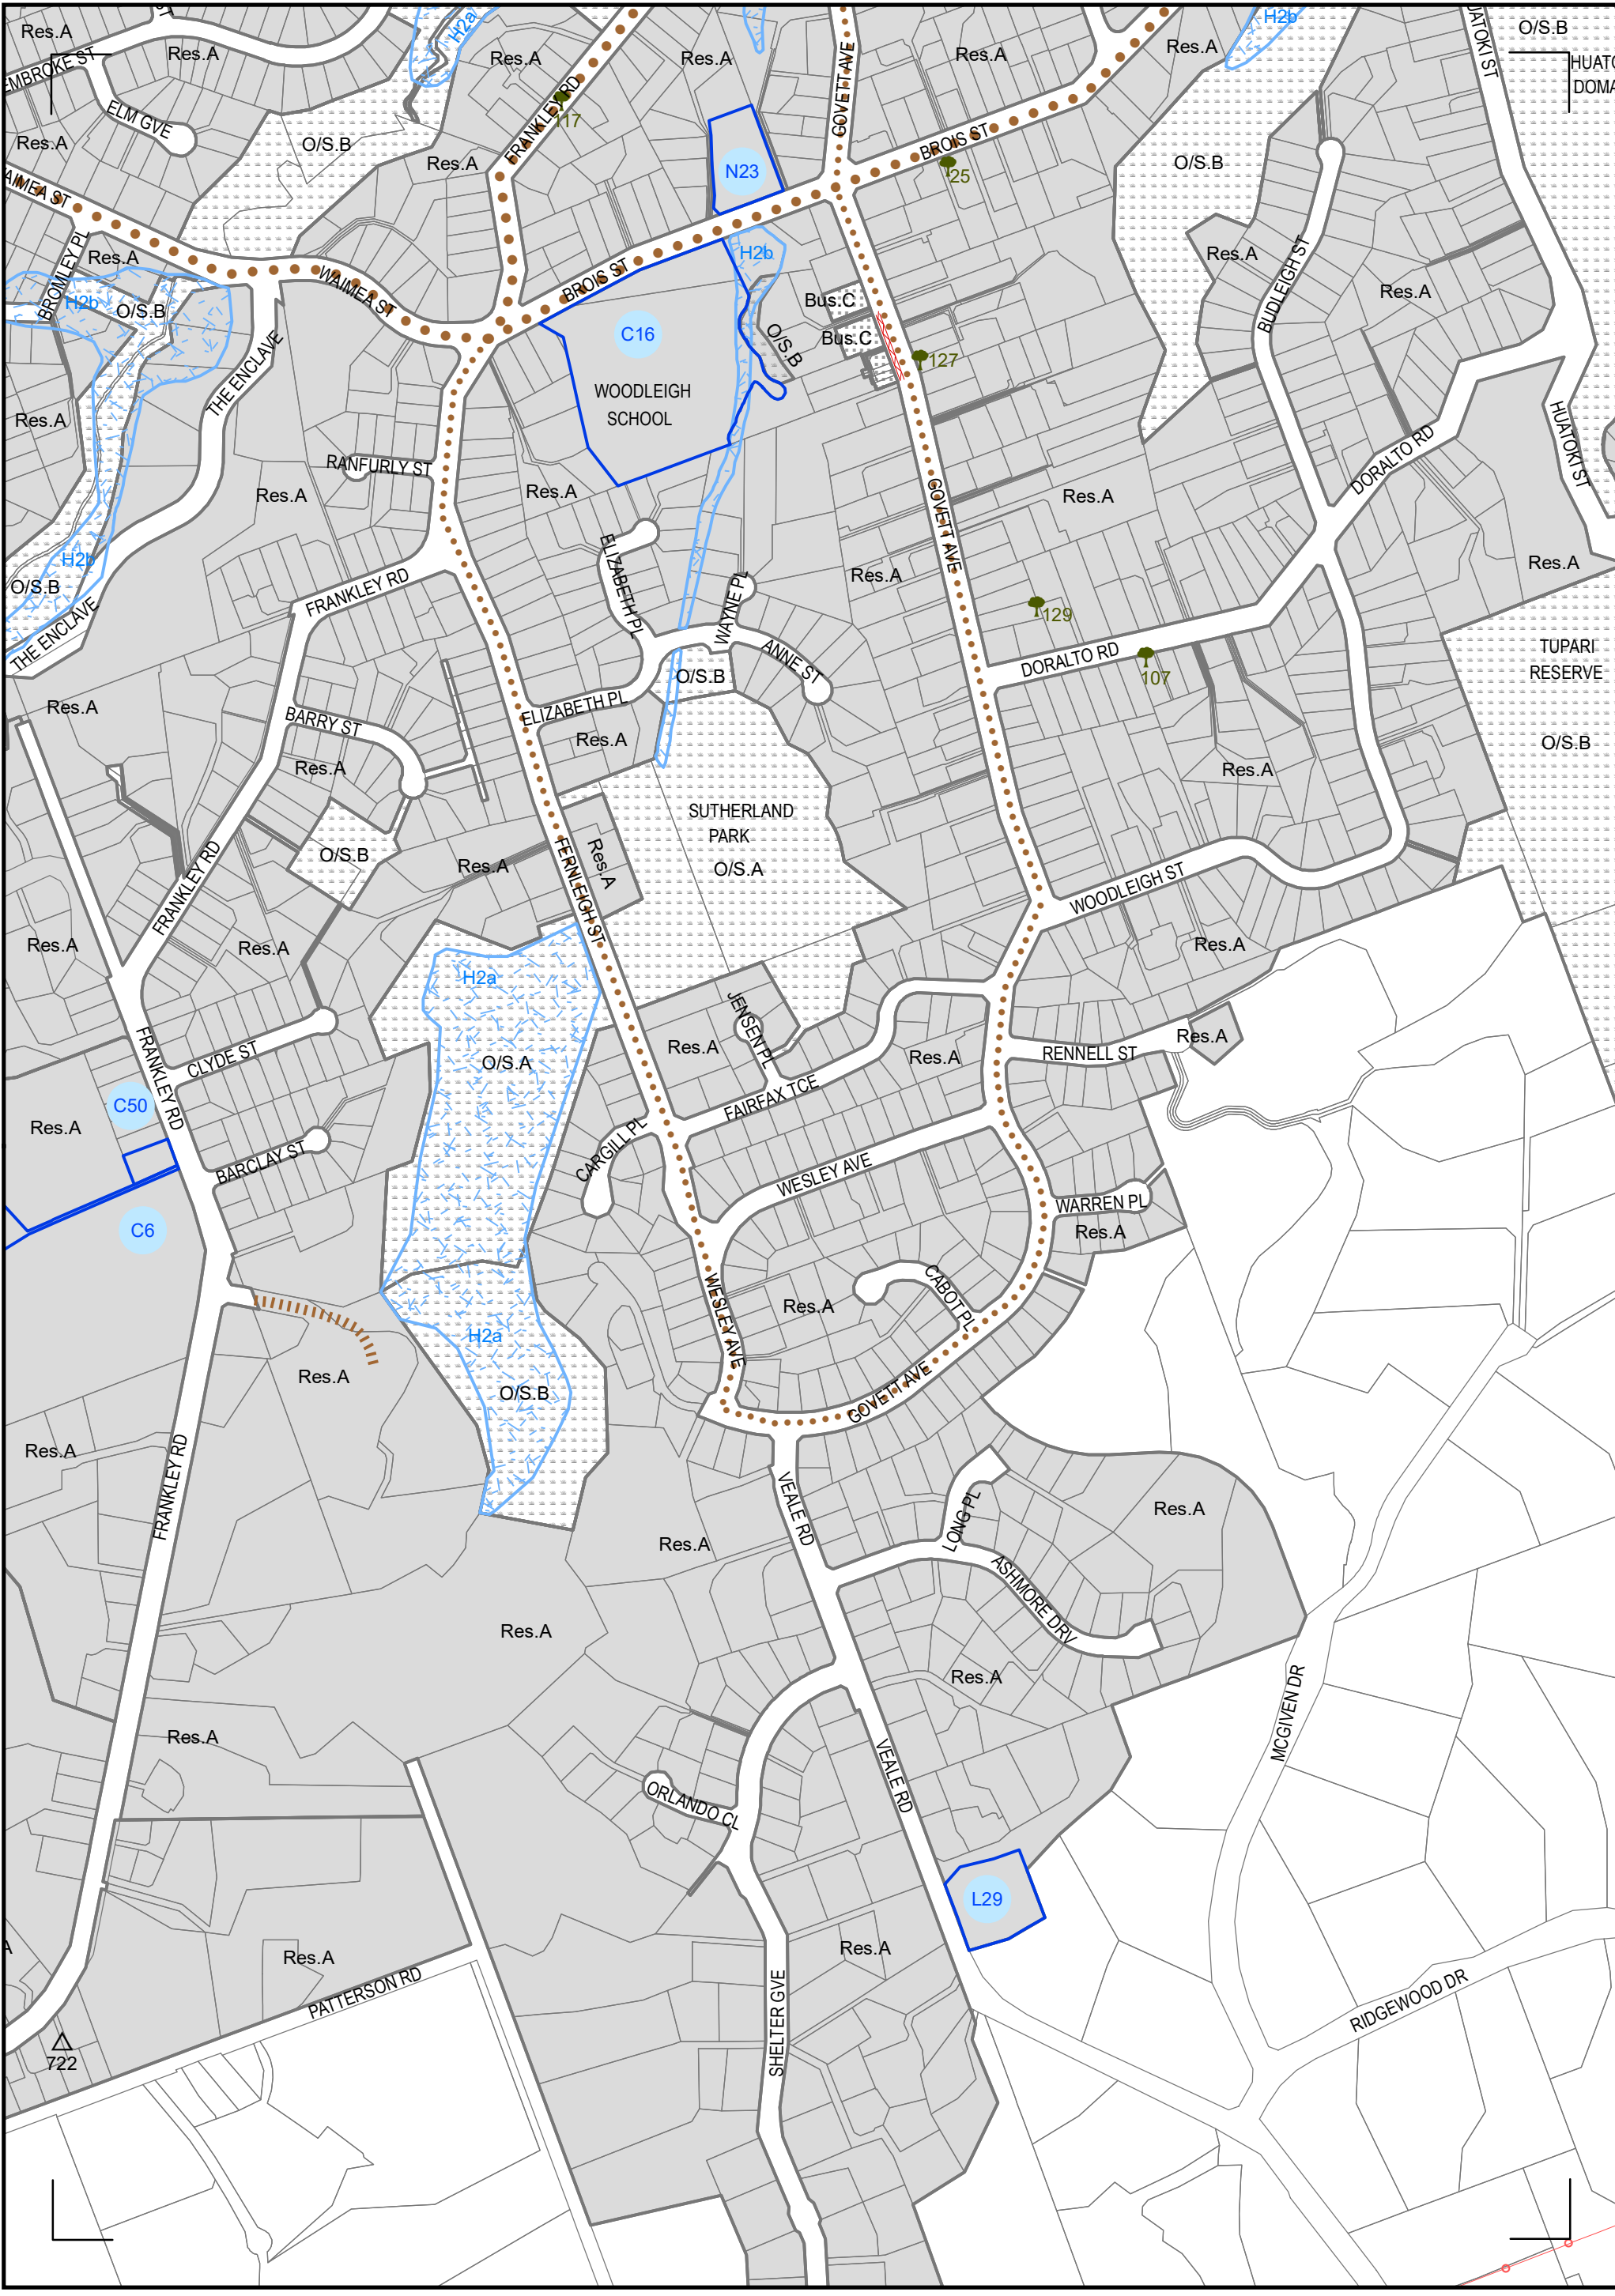 Res.A
H2a
H2b
O/S.B
HUATOKI ST
EMBROKE ST
Res.A
Res.A
FRANKLEY RD
Res.A
GOVETT AVE
Res.A
Res.A
ELM GVE
117
Res.A
O/S.B
Res.A
BROIS ST
O/S.B
N23
25
AIMEA ST
BROMLEY PL
Res.A
WAIMEA ST
BROIS ST
H2b
Res.A
BUDLEIGH ST
Res.A
H2b
O/S.B
Bus.C
C16
O/S.B
Bus.C
127
THE ENCLAVE
WOODLEIGH
SCHOOL
Res.A
HUATOKI ST
RANFURLY ST
DORALTO RD
Res.A
Res.A
Res.A
GOVETT AVE
H2b
ELIZABETH PL
Res.A
Res.A
O/S.B
FRANKLEY RD
WAYNE PL
129
THE ENCLAVE
ANNE ST
DORALTO RD
TUPARI
RESERVE
O/S.B
107
Res.A
BARRY ST
ELIZABETH PL
Res.A
O/S.B
Res.A
Res.A
SUTHERLAND
PARK
O/S.A
O/S.B
Res.A
FERNLEIGH ST
Res.A
FRANKLEY RD
WOODLEIGH ST
Res.A
Res.A
Res.A
H2a
JENSEN PL
FRANKLEY RD
CLYDE ST
O/S.A
Res.A
Res.A
RENNELL ST
Res.A
C50
Res.A
FAIRFAX TCE
CARGILL PL
BARCLAY ST
WESLEY AVE
WARREN PL
C6
Res.A
WESLEY AVE
Res.A
CABOT PL
H2a
Res.A
O/S.B
GOVETT AVE
Res.A
FRANKLEY RD
VEALE RD
LONG PL
Res.A
Res.A
ASHMORE DRV
Res.A
Res.A
MCGIVEN DR
Res.A
VEALE RD
ORLANDO CL
L29
Res.A
Res.A
PATTERSON RD
SHELTER GVE
RIDGEWOOD DR
722